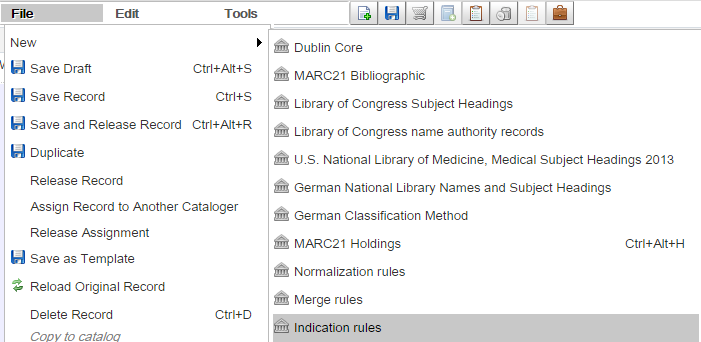 File Edit Tools
New
Save Draft Ctrl+Alt+S
Save Record Ctrl+S
Save and Release Record Ctrl+Alt+R
Duplicate
Release Record
Assign Record to Another Cataloger
Release Assignment
Save as Template
Reload Original Record
Delete Record Ctrl+D
Copy to catalog
Dublin Core
MARC21 Bibliographic
Library of Congress Subject Headings
Library of Congress name authority records
U.S. National Library of Medicine, Medical Subject Headings 2013
German National Library Names and Subject Headings
German Classification Method
MARC21 Holdings Ctrl+Alt+H
Normalization rules
Merge rules
Indication rules